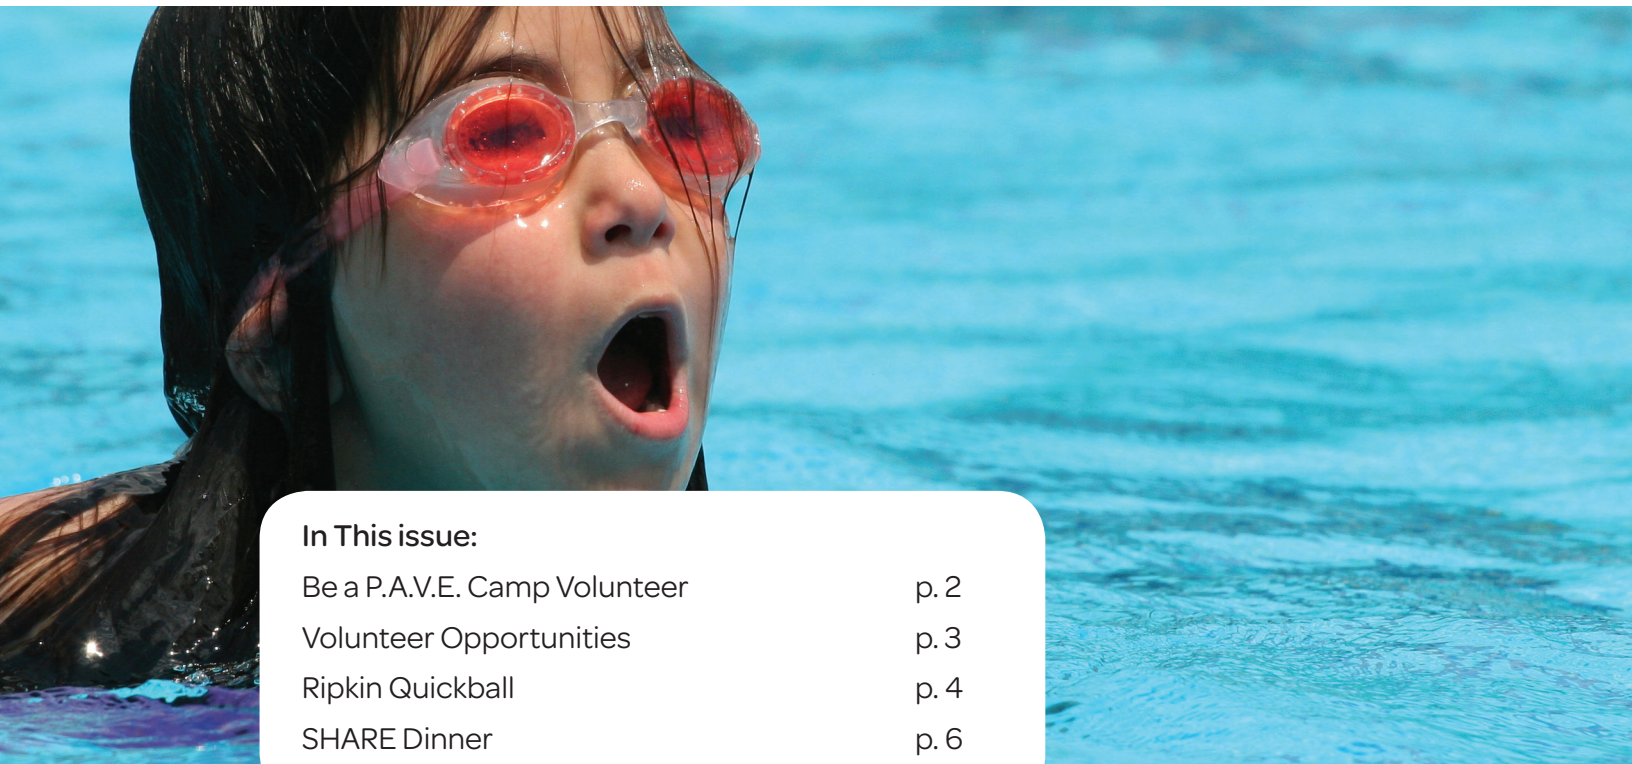 In This issue:
Be a P.A.V.E. Camp Volunteer p. 2
Volunteer Opportunities p. 3
Ripkin Quickball p. 4
SHARE Dinner p. 6